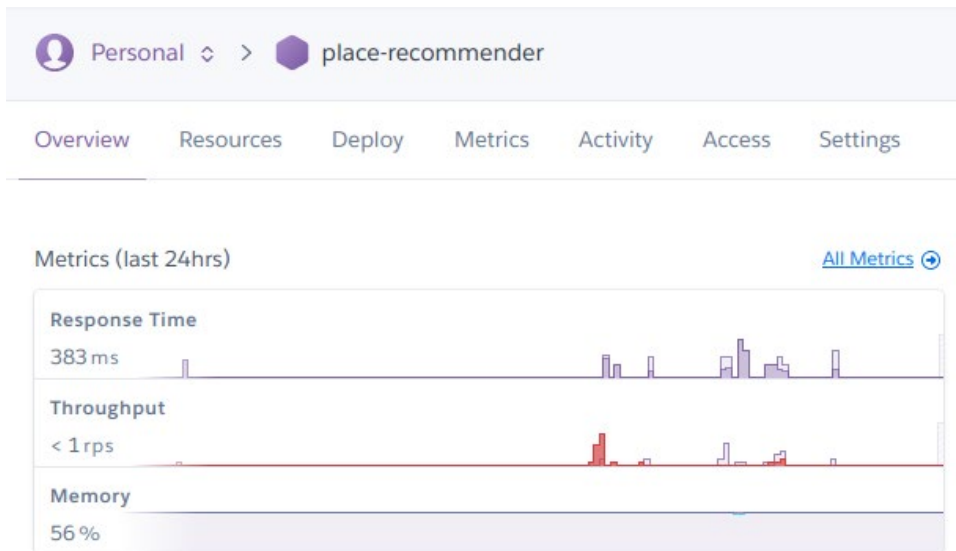 Personal > place-recommender
Overview Resources Deploy Metrics Activity Access Settings
Metrics (last 24hrs) All Metrics
Response Time
383 ms
Throughput
< 1 rps
Memory
56 %